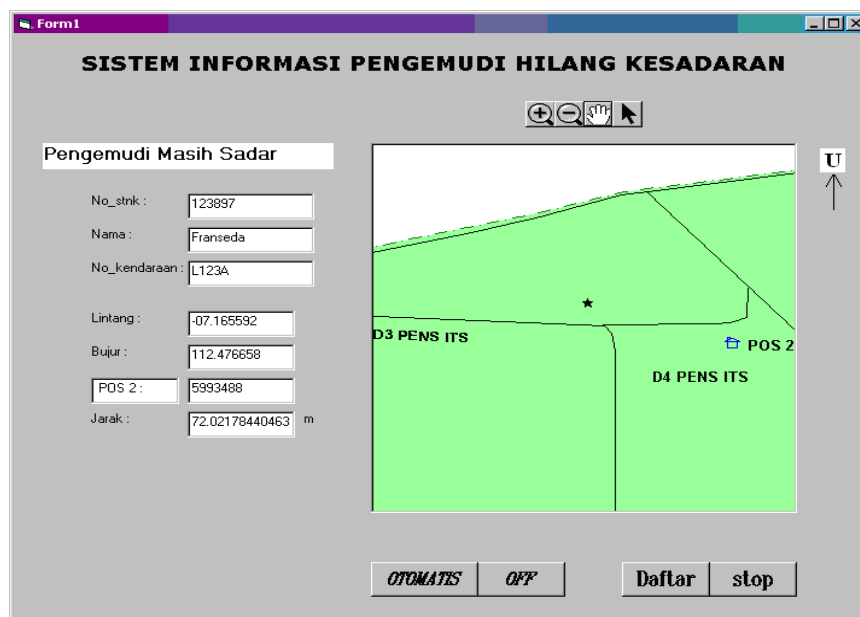 Form1
SISTEM INFORMASI PENGEMUDI HILANG KESADARAN
Pengemudi Masih Sadar
U
No_stnk : 123897
Nama : Franseda
No_kendaraan : L123A
Lintang : -07.165592
Bujur : 112.476658
POS 2 : 5993488
Jarak : 72.02178440463 m
D3 PENS ITS
POS 2
D4 PENS ITS
OTOMATIS OFF Daftar stop